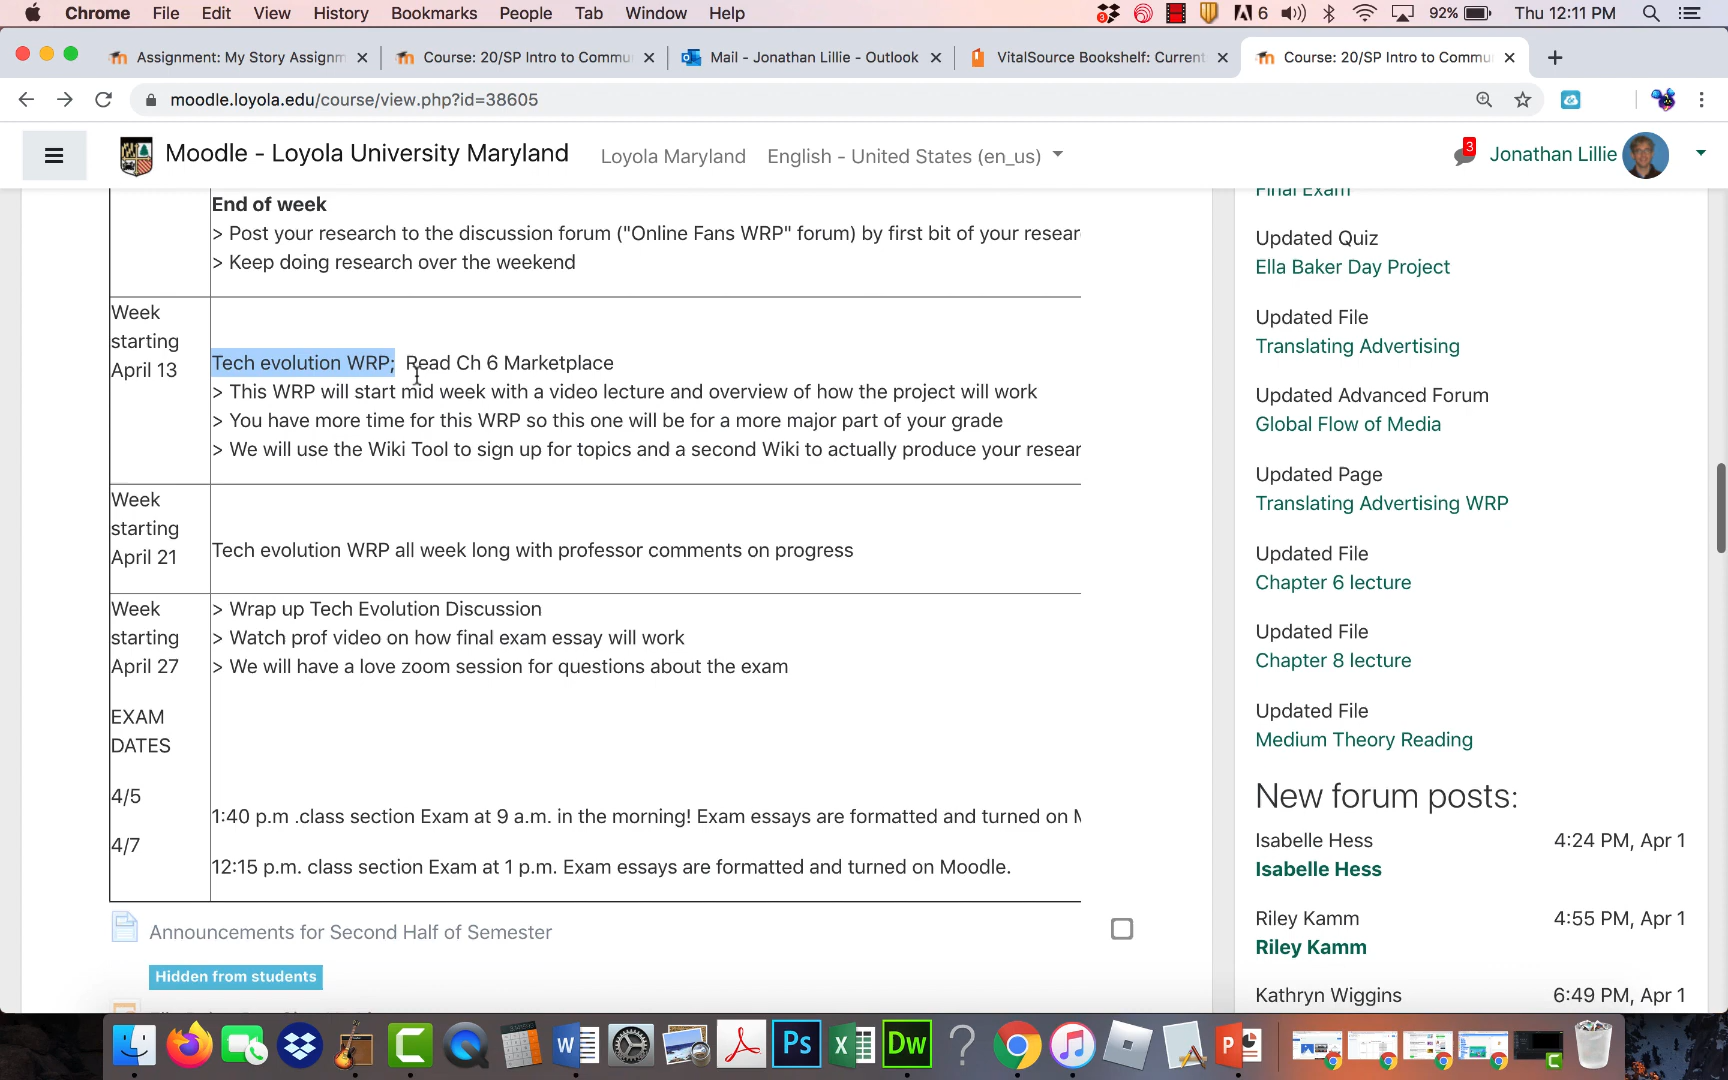 Chrome File Edit View History Bookmarks People Tab Window Help 3 6 92% Thu 12:11 PM
Assignment: My Story Assignm Course: 20/SP Intro to Commu Mail - Jonathan Lillie - Outlook VitalSource Bookshelf: Current Course: 20/SP Intro to Commu
moodle.loyola.edu/course/view.php?id=38605
Moodle - Loyola University Maryland Loyola Maryland English - United States (en_us) 3 Jonathan Lillie
End of week
> Post your research to the discussion forum ("Online Fans WRP" forum) by first bit of your resear
> Keep doing research over the weekend
Week
starting
April 13
Tech evolution WRP; Read Ch 6 Marketplace
> This WRP will start mid week with a video lecture and overview of how the project will work
> You have more time for this WRP so this one will be for a more major part of your grade
> We will use the Wiki Tool to sign up for topics and a second Wiki to actually produce your resear
Week
starting
April 21
Tech evolution WRP all week long with professor comments on progress
Week
starting
April 27
> Wrap up Tech Evolution Discussion
> Watch prof video on how final exam essay will work
> We will have a love zoom session for questions about the exam
EXAM
DATES
4/5
1:40 p.m .class section Exam at 9 a.m. in the morning! Exam essays are formatted and turned on M
4/7
12:15 p.m. class section Exam at 1 p.m. Exam essays are formatted and turned on Moodle.
Announcements for Second Half of Semester
Hidden from students
Final Exam
Updated Quiz
Ella Baker Day Project
Updated File
Translating Advertising
Updated Advanced Forum
Global Flow of Media
Updated Page
Translating Advertising WRP
Updated File
Chapter 6 lecture
Updated File
Chapter 8 lecture
Updated File
Medium Theory Reading
New forum posts:
Isabelle Hess 4:24 PM, Apr 1
Isabelle Hess
Riley Kamm 4:55 PM, Apr 1
Riley Kamm
Kathryn Wiggins 6:49 PM, Apr 1
W Ps X Dw ? P